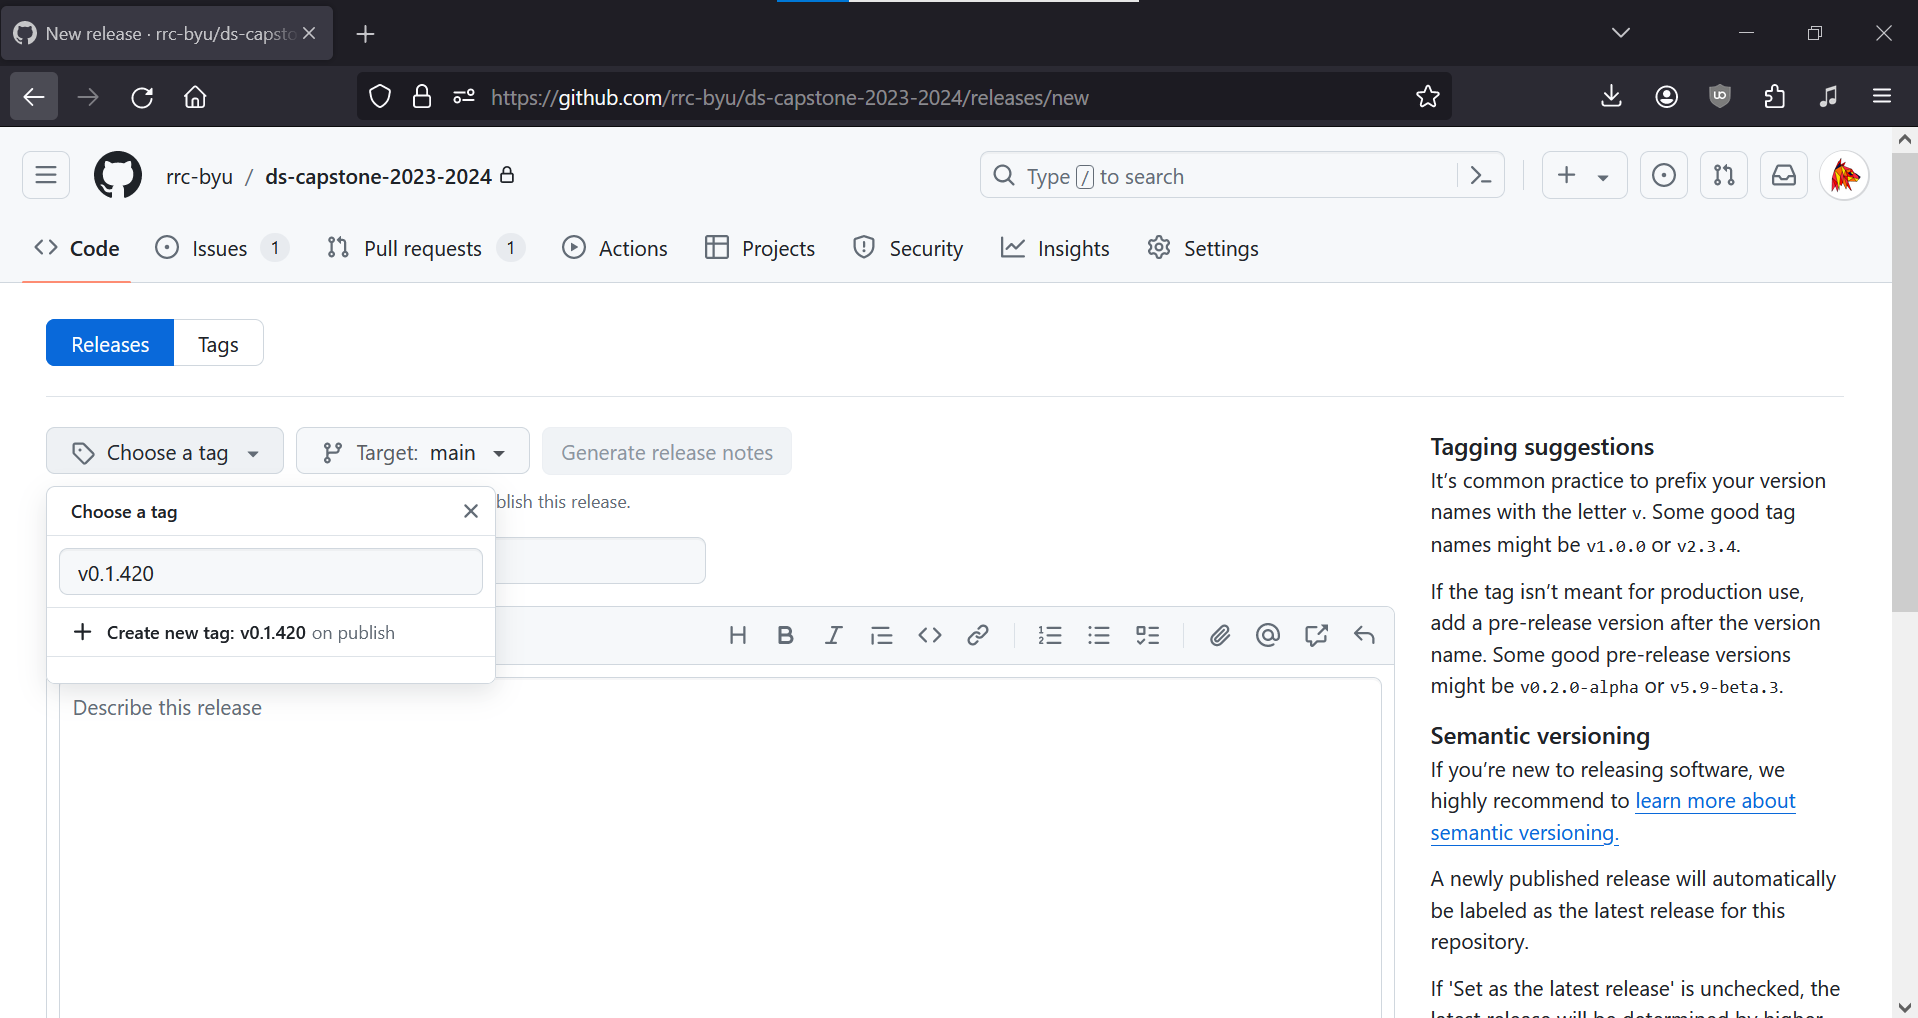 New release · rrc-byu/ds-capsto
https://github.com/rrc-byu/ds-capstone-2023-2024/releases/new
rrc-byu / ds-capstone-2023-2024
Type / to search
Code
Issues 1
Pull requests 1
Actions
Projects
Security
Insights
Settings
Releases
Tags
Choose a tag
Target: main
Generate release notes
Choose a tag
blish this release.
v0.1.420
Create new tag: v0.1.420 on publish
Describe this release
Tagging suggestions
It’s common practice to prefix your version
names with the letter v. Some good tag
names might be v1.0.0 or v2.3.4.
If the tag isn’t meant for production use,
add a pre-release version after the version
name. Some good pre-release versions
might be v0.2.0-alpha or v5.9-beta.3.
Semantic versioning
If you’re new to releasing software, we
highly recommend to learn more about
semantic versioning.
A newly published release will automatically
be labeled as the latest release for this
repository.
If 'Set as the latest release' is unchecked, the
latest release will be determined by higher